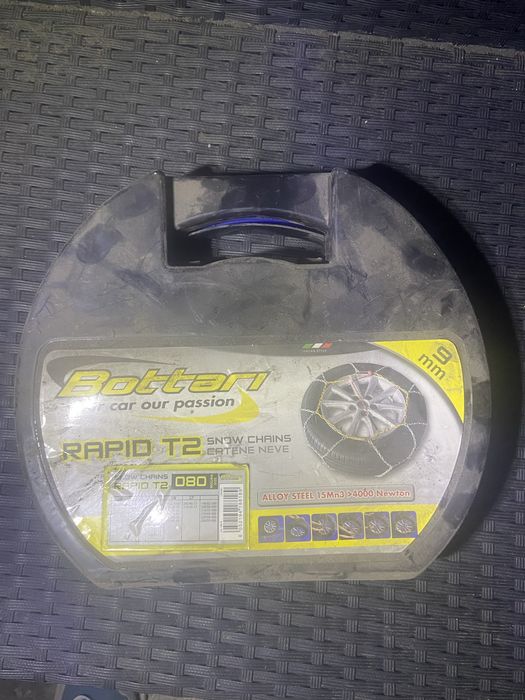 9
mm
Bottari
car our passion
RAPID T2
SNOW CHAINS
CATENE NEVE
SNOW CHAINS
RAPID T2
080
ALLOY STEEL 15Mn3 >4000 Newton